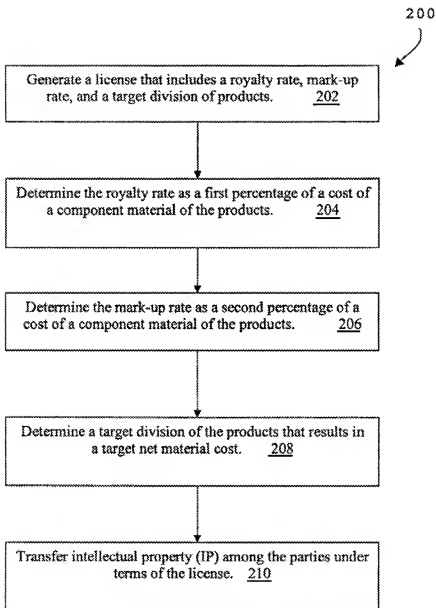 200
Generate a license that includes a royalty rate, mark-up
rate, and a target division of products. 202
Determine the royalty rate as a first percentage of a cost of
a component material of the products. 204
Determine the mark-up rate as a second percentage of a
cost of a component material of the products. 206
Determine a target division of the products that results in
a target net material cost. 208
Transfer intellectual property (IP) among the parties under
terms of the license. 210